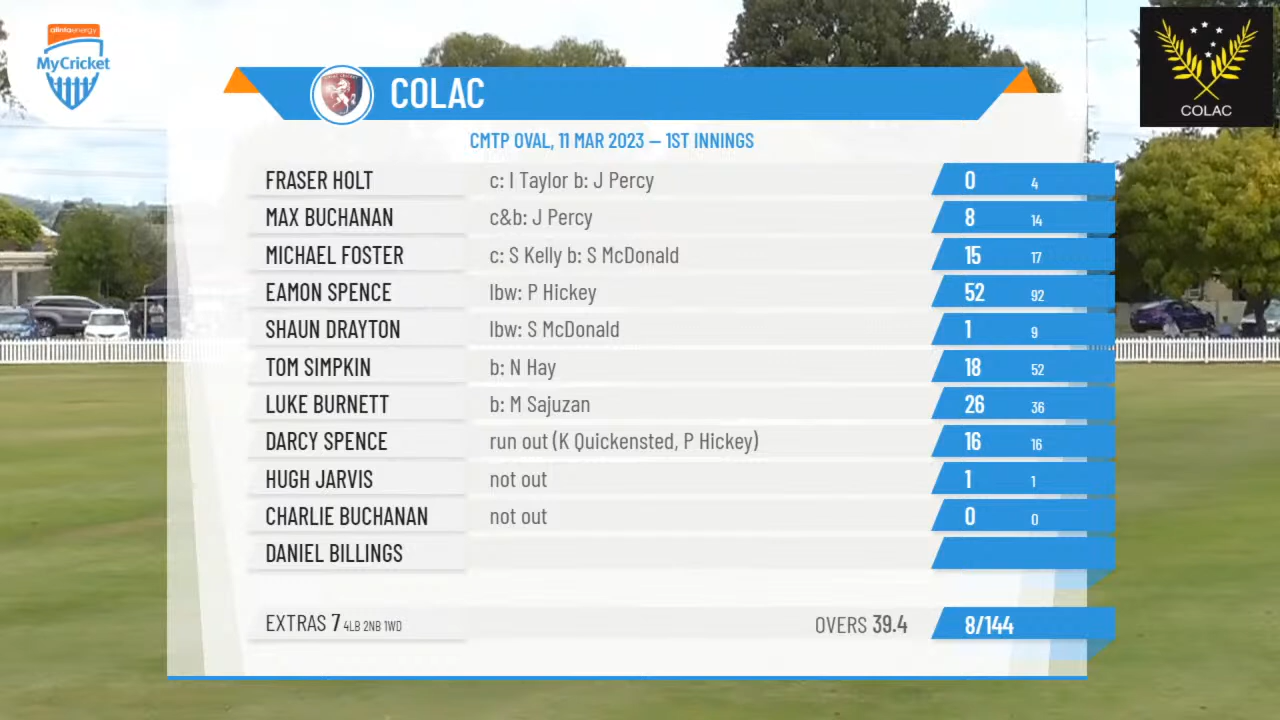 alintaenergy
MyCricket
COLAC
COLAC
CMTP OVAL, 11 MAR 2023 – 1ST INNINGS
FRASER HOLT c: I Taylor b: J Percy 0 4
MAX BUCHANAN c&b: J Percy 8 14
MICHAEL FOSTER c: S Kelly b: S McDonald 15 17
EAMON SPENCE lbw: P Hickey 52 92
SHAUN DRAYTON lbw: S McDonald 1 9
TOM SIMPKIN b: N Hay 18 52
LUKE BURNETT b: M Sajuzan 26 36
DARCY SPENCE run out (K Quickensted, P Hickey) 16 16
HUGH JARVIS not out 1 1
CHARLIE BUCHANAN not out 0 0
DANIEL BILLINGS
EXTRAS 7 4LB 2NB 1WD OVERS 39.4 8/144